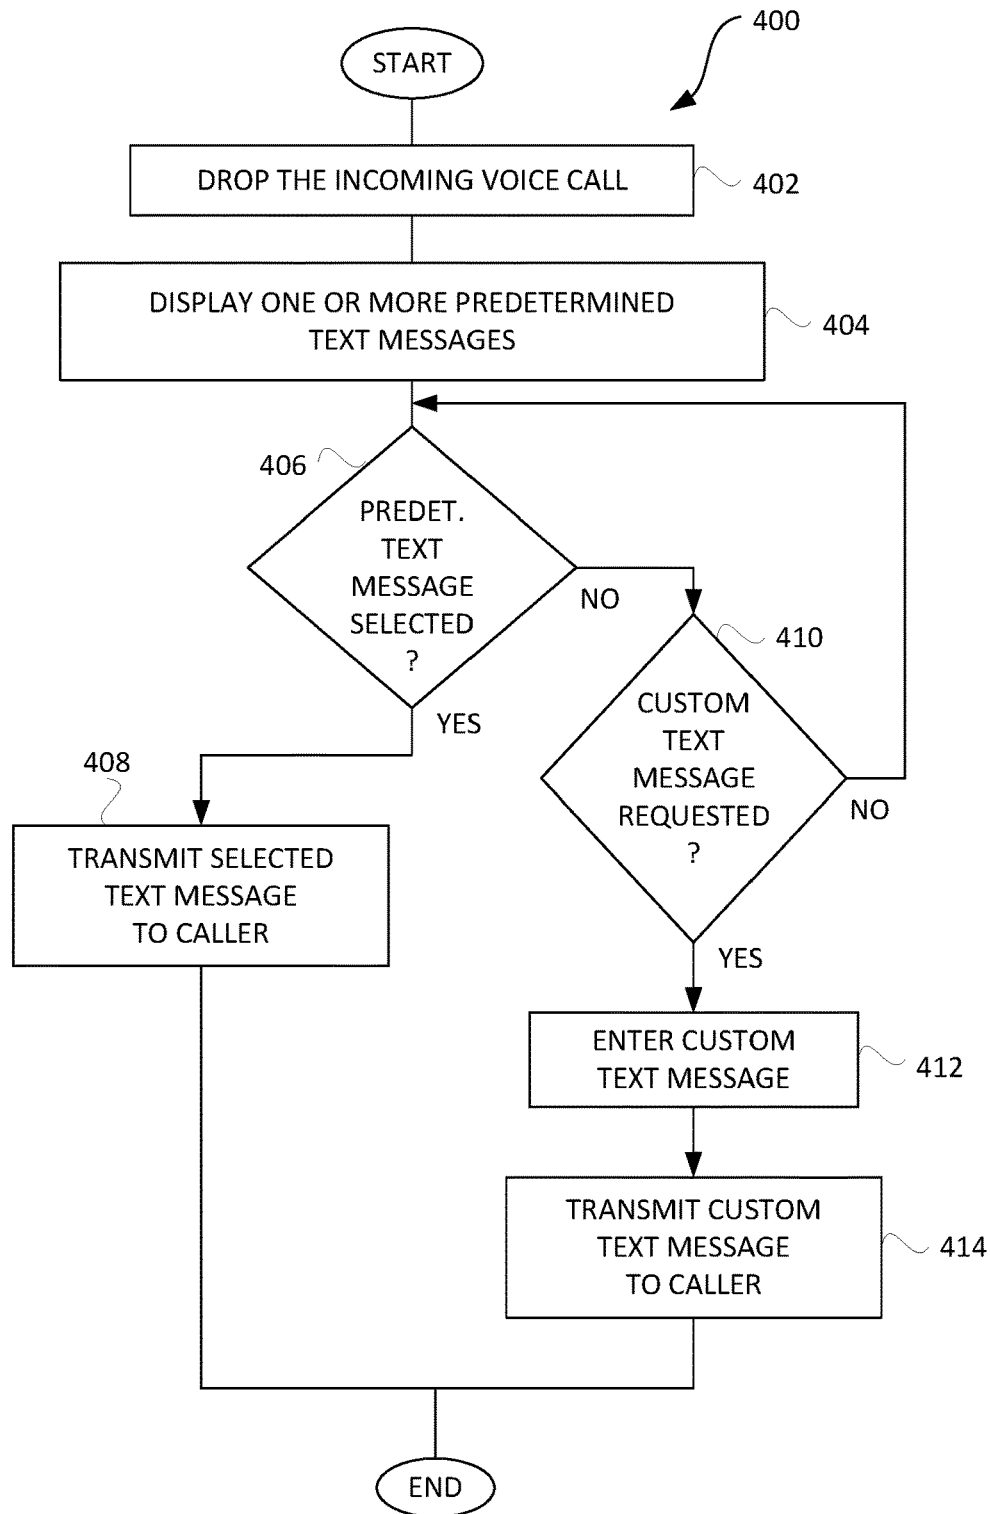 400
START
DROP THE INCOMING VOICE CALL
402
DISPLAY ONE OR MORE PREDETERMINED
TEXT MESSAGES
404
406
PREDET.
TEXT
MESSAGE
SELECTED
?
NO
YES
410
CUSTOM
TEXT
MESSAGE
REQUESTED
?
NO
YES
408
TRANSMIT SELECTED
TEXT MESSAGE
TO CALLER
ENTER CUSTOM
TEXT MESSAGE
412
TRANSMIT CUSTOM
TEXT MESSAGE
TO CALLER
414
END